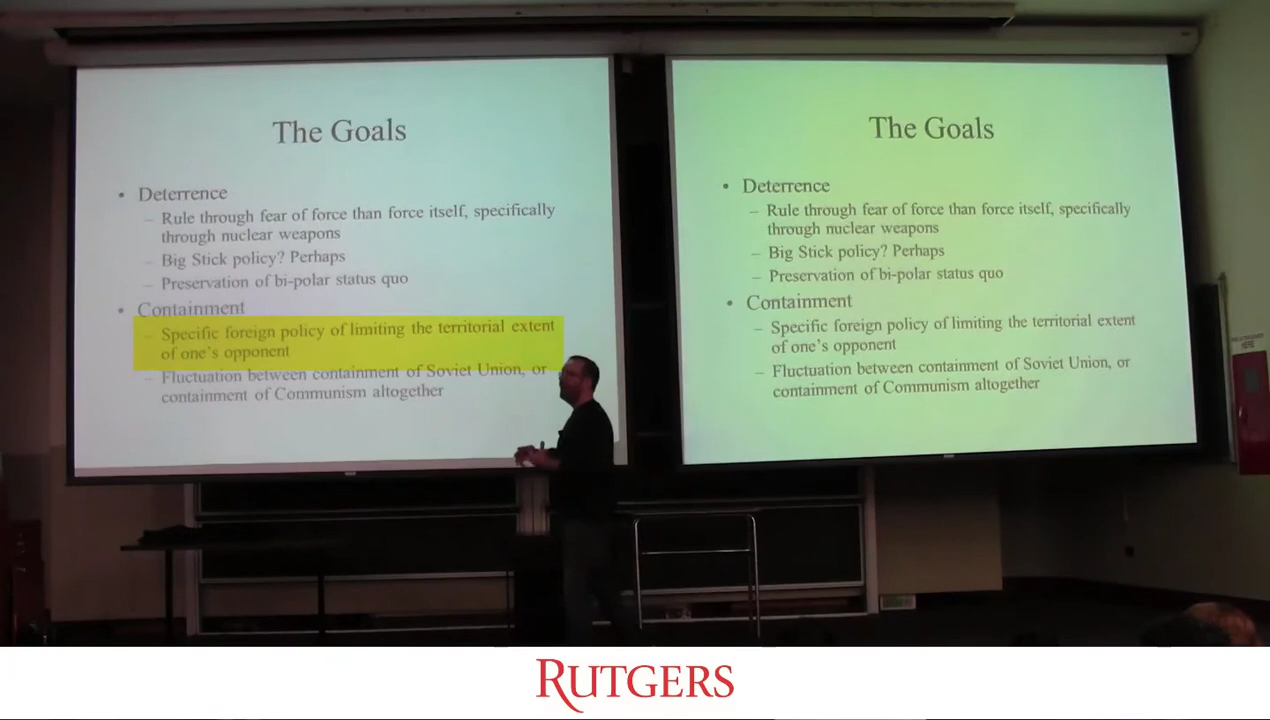 The Goals
• Deterrence
– Rule through fear of force than force itself, specifically
through nuclear weapons
– Big Stick policy? Perhaps
– Preservation of bi-polar status quo
• Containment
– Specific foreign policy of limiting the territorial extent
of one's opponent
– Fluctuation between containment of Soviet Union, or
containment of Communism altogether
The Goals
• Deterrence
– Rule through fear of force than force itself, specifically
through nuclear weapons
– Big Stick policy? Perhaps
– Preservation of bi-polar status quo
• Containment
– Specific foreign policy of limiting the territorial extent
of one's opponent
– Fluctuation between containment of Soviet Union, or
containment of Communism altogether
HERE
RUTGERS